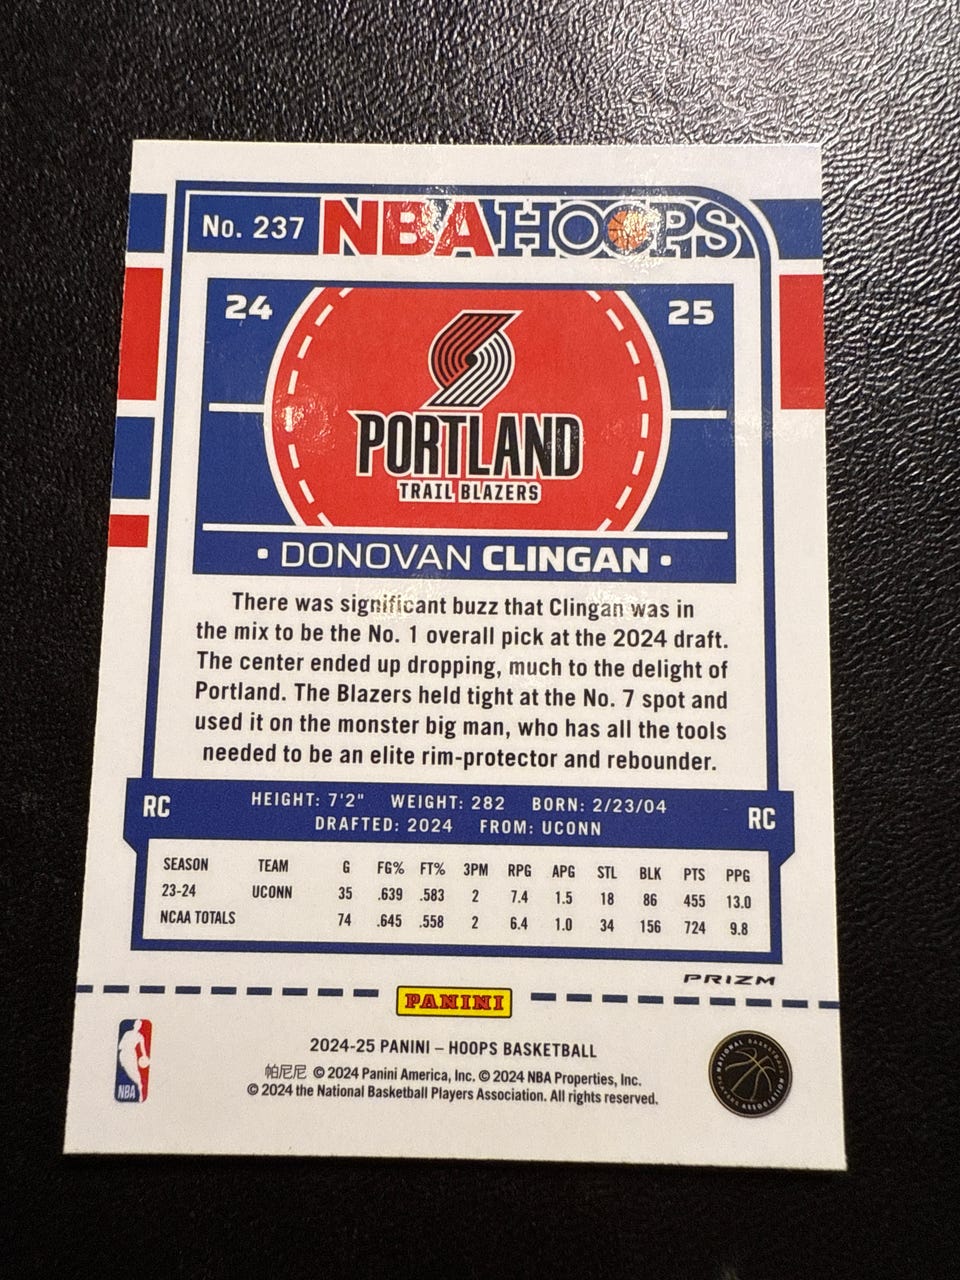 No. 237 NBA HOOPS
24 25
PORTLAND
TRAIL BLAZERS
• DONOVAN CLINGAN •
There was significant buzz that Clingan was in
the mix to be the No. 1 overall pick at the 2024 draft.
The center ended up dropping, much to the delight of
Portland. The Blazers held tight at the No. 7 spot and
used it on the monster big man, who has all the tools
needed to be an elite rim-protector and rebounder.
RC HEIGHT: 7'2" WEIGHT: 282 BORN: 2/23/04 RC
DRAFTED: 2024 FROM: UCONN
SEASON TEAM G FG% FT% 3PM RPG APG STL BLK PTS PPG
23-24 UCONN 35 .639 .583 2 7.4 1.5 18 86 455 13.0
NCAA TOTALS 74 .645 .558 2 6.4 1.0 34 156 724 9.8
PRIZM
PANINI
2024-25 PANINI – HOOPS BASKETBALL
帕尼尼 © 2024 Panini America, Inc. © 2024 NBA Properties, Inc.
© 2024 the National Basketball Players Association. All rights reserved.
NBA
NATIONAL BASKETBALL
PLAYERS ASSOCIATION